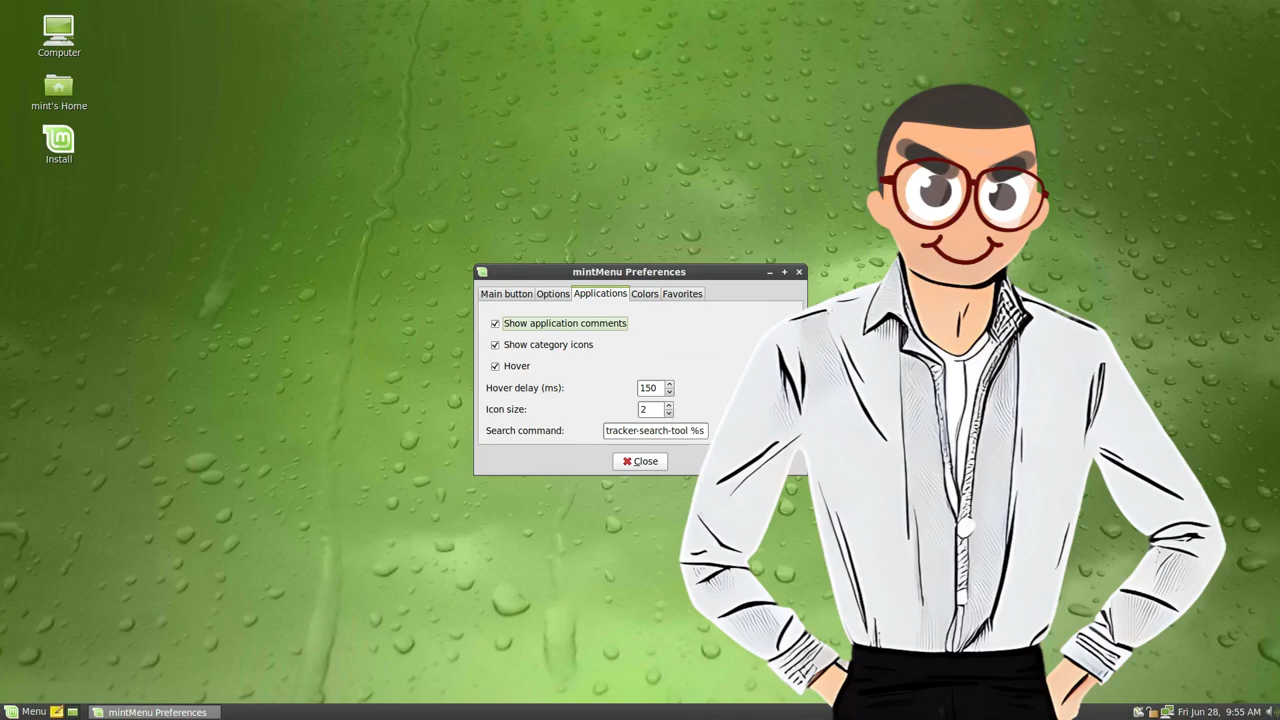 Computer
mint's Home
Install
mintMenu Preferences
Main button Options Applications Colors Favorites
Show application comments
Show category icons
Hover
Hover delay (ms): 150
Icon size: 2
Search command: tracker-search-tool %s
Close
Menu mintMenu Preferences Fri Jun 28, 9:55 AM